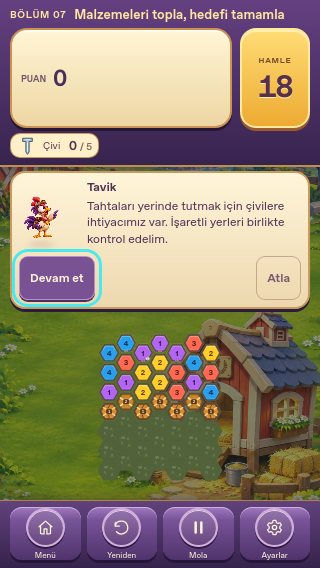 BÖLÜM 07 Malzemeleri topla, hedefi tamamla
PUAN 0
HAMLE
18
Çivi 0 / 5
Tavik
Tahtaları yerinde tutmak için çivilere
ihtiyacımız var. İşaretli yerleri birlikte
kontrol edelim.
Devam et
Atla
Menü
Yeniden
Mola
Ayarlar